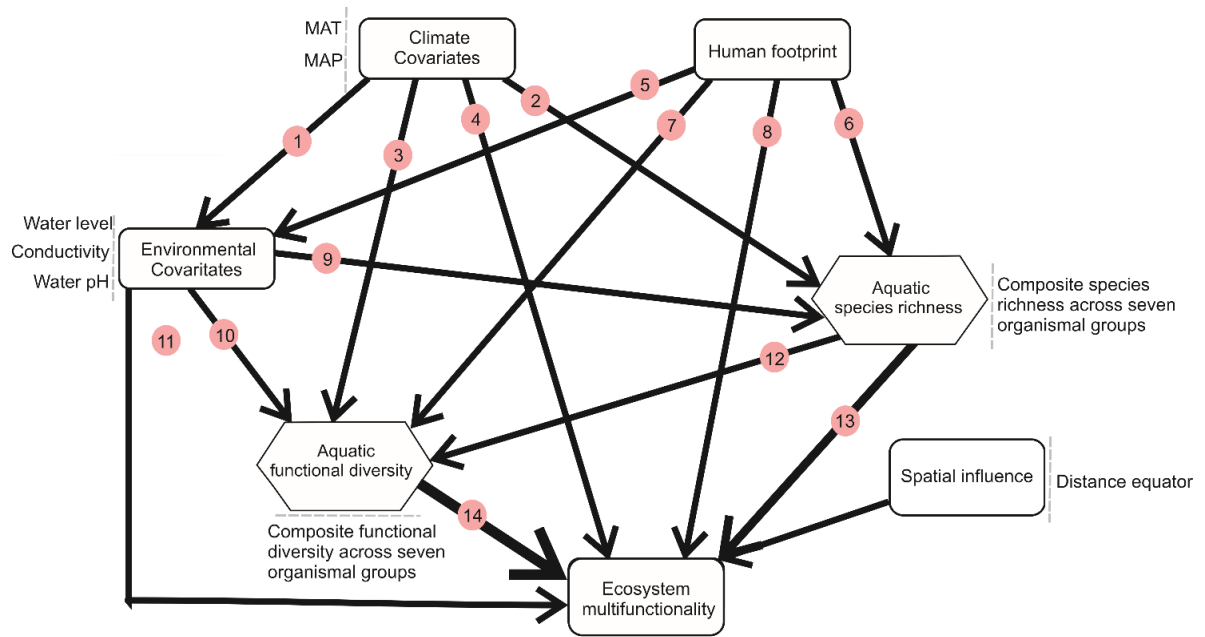 MAT
MAP
Climate
Covariates
Human footprint
1
2
3
4
5
6
7
8
Water level
Conductivity
Water pH
Environmental
Covaritates
9
10
11
12
13
14
Aquatic
species richness
Composite species
richness across seven
organismal groups
Aquatic
functional diversity
Composite functional
diversity across seven
organismal groups
Spatial influence
Distance equator
Ecosystem
multifunctionality